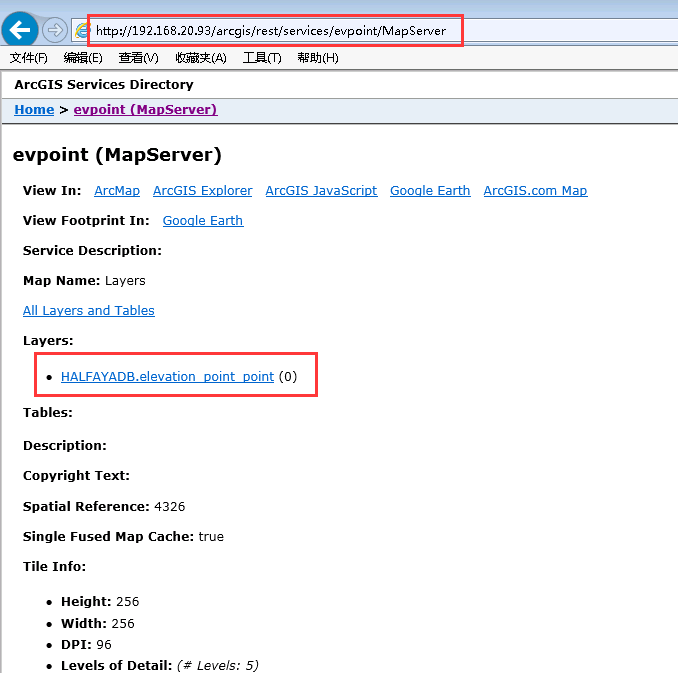 http://192.168.20.93/arcgis/rest/services/evpoint/MapServer
文件(F) 编辑(E) 查看(V) 收藏夹(A) 工具(T) 帮助(H)
ArcGIS Services Directory
Home > evpoint (MapServer)
evpoint (MapServer)
View In: ArcMap ArcGIS Explorer ArcGIS JavaScript Google Earth ArcGIS.com Map
View Footprint In: Google Earth
Service Description:
Map Name: Layers
All Layers and Tables
Layers:
• HALFAYADB.elevation_point_point (0)
Tables:
Description:
Copyright Text:
Spatial Reference: 4326
Single Fused Map Cache: true
Tile Info:
• Height: 256
• Width: 256
• DPI: 96
• Levels of Detail: (# Levels: 5)